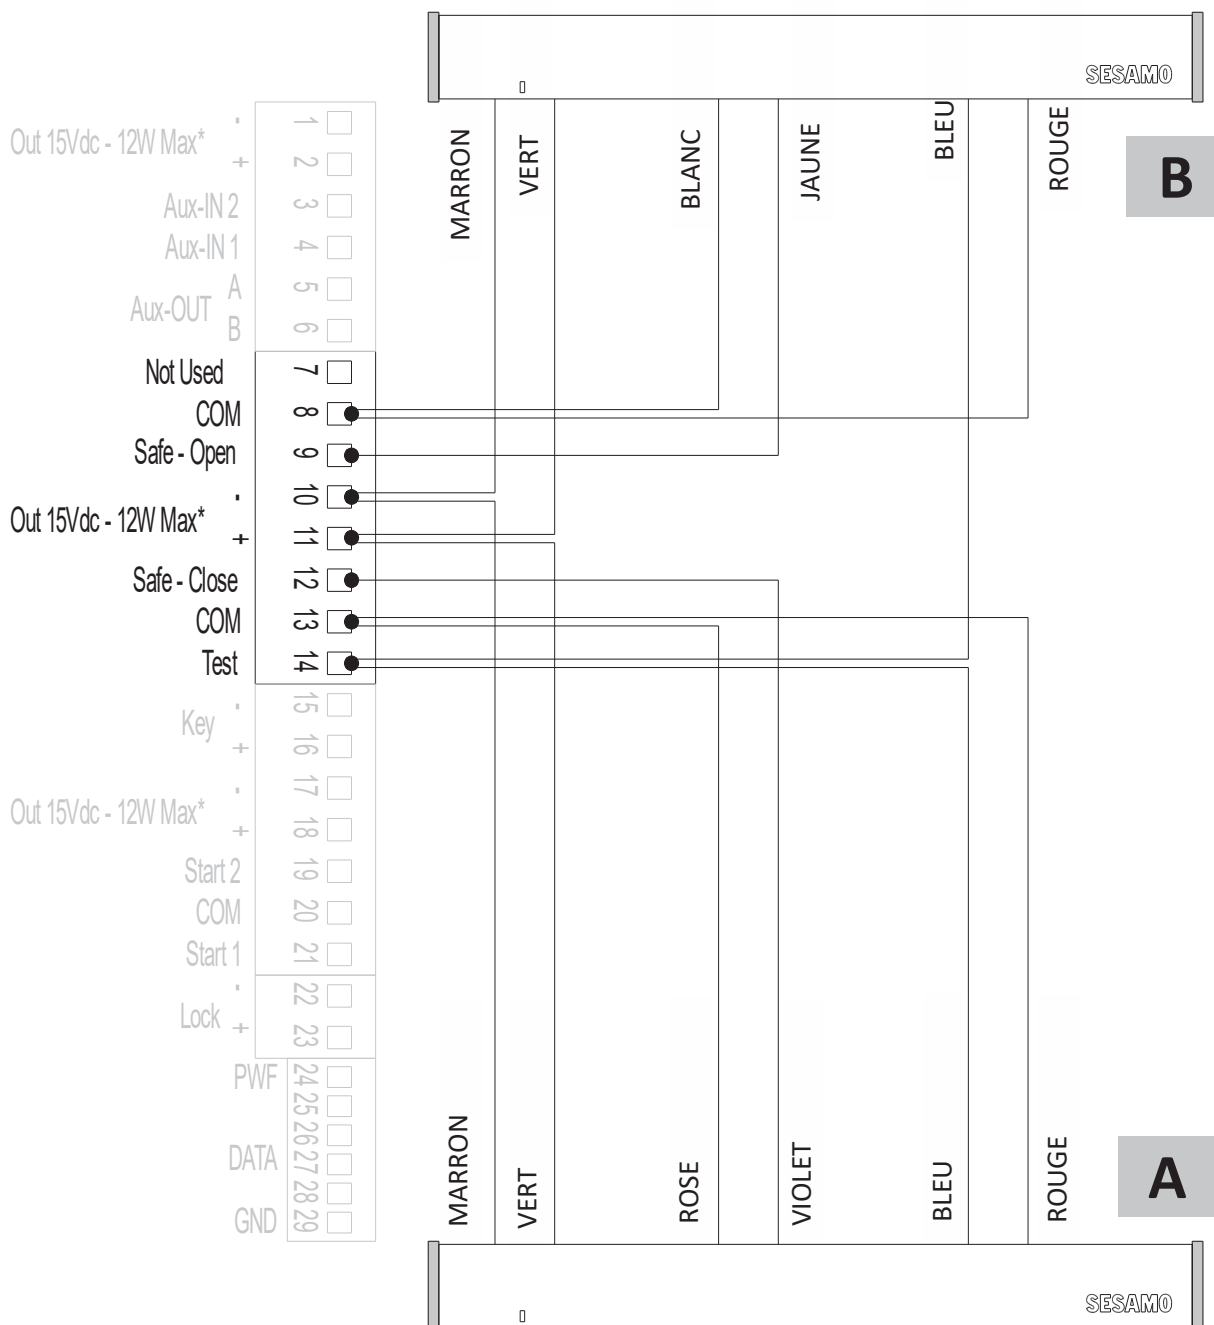 SESAMO
MARRON
VERT
BLANC
JAUNE
BLEU
ROUGE
B
Out 15Vdc - 12W Max*
- 1
+ 2
Aux-IN 2 3
Aux-IN 1 4
Aux-OUT
A 5
B 6
Not Used 7
COM 8
Safe - Open 9
- 10
Out 15Vdc - 12W Max*
+ 11
Safe - Close 12
COM 13
Test 14
- 15
Key
+ 16
- 17
Out 15Vdc - 12W Max*
+ 18
Start 2 19
COM 20
Start 1 21
- 22
Lock
+ 23
PWF 24
25
26
DATA 27
28
GND 29
MARRON
VERT
ROSE
VIOLET
BLEU
ROUGE
A
SESAMO